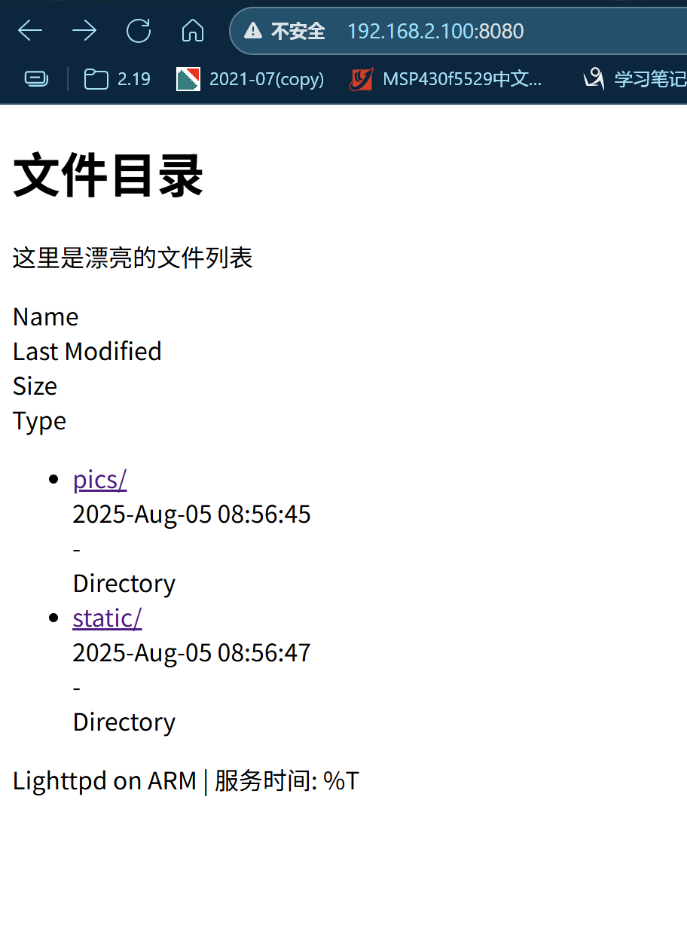 不安全 192.168.2.100:8080
2.19 2021-07(copy) MSP430f5529中文... 学习笔记
文件目录
这里是漂亮的文件列表
Name
Last Modified
Size
Type
pics/
2025-Aug-05 08:56:45
-
Directory
static/
2025-Aug-05 08:56:47
-
Directory
Lighttpd on ARM | 服务时间: %T